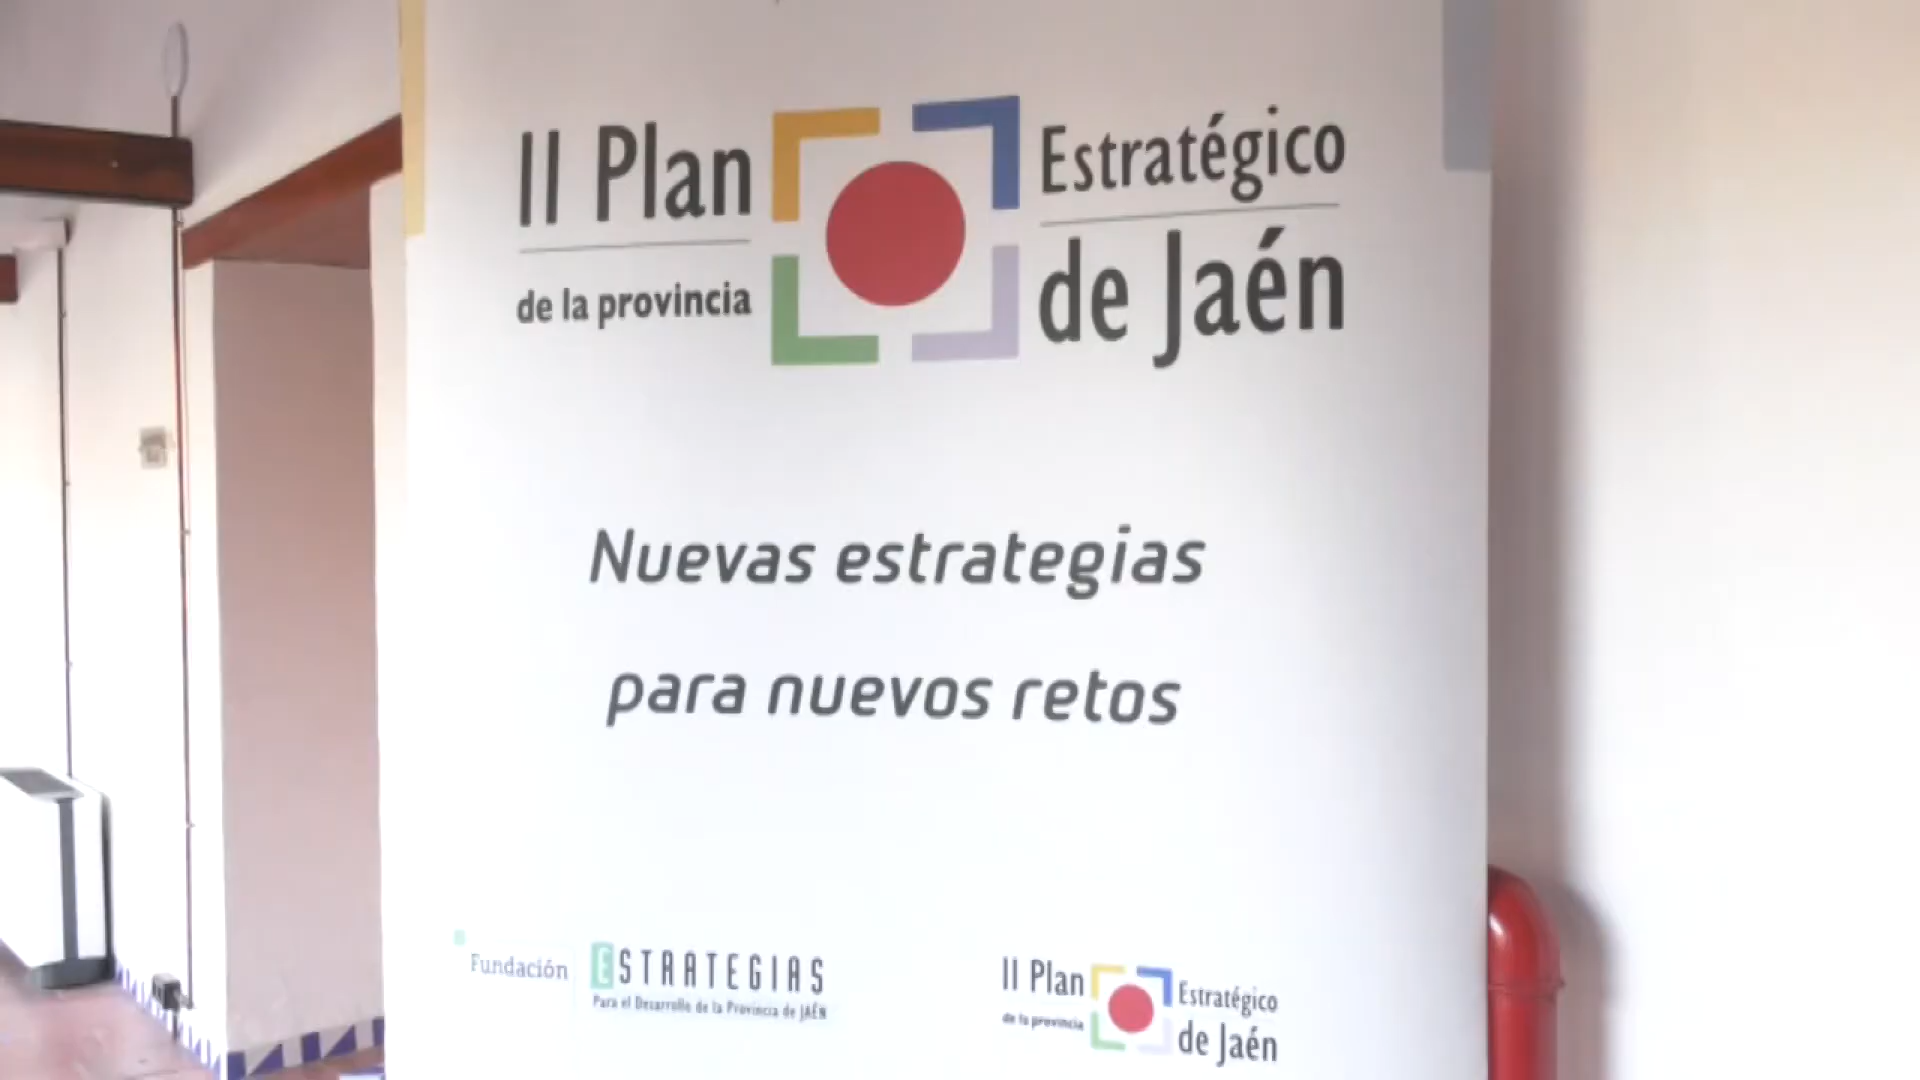 II Plan
de la provincia
Estratégico
de Jaén
Nuevas estrategias
para nuevos retos
Fundación
ESTRATEGIAS
Para el Desarrollo de la Provincia de JAÉN
II Plan
de la provincia
Estratégico
de Jaén